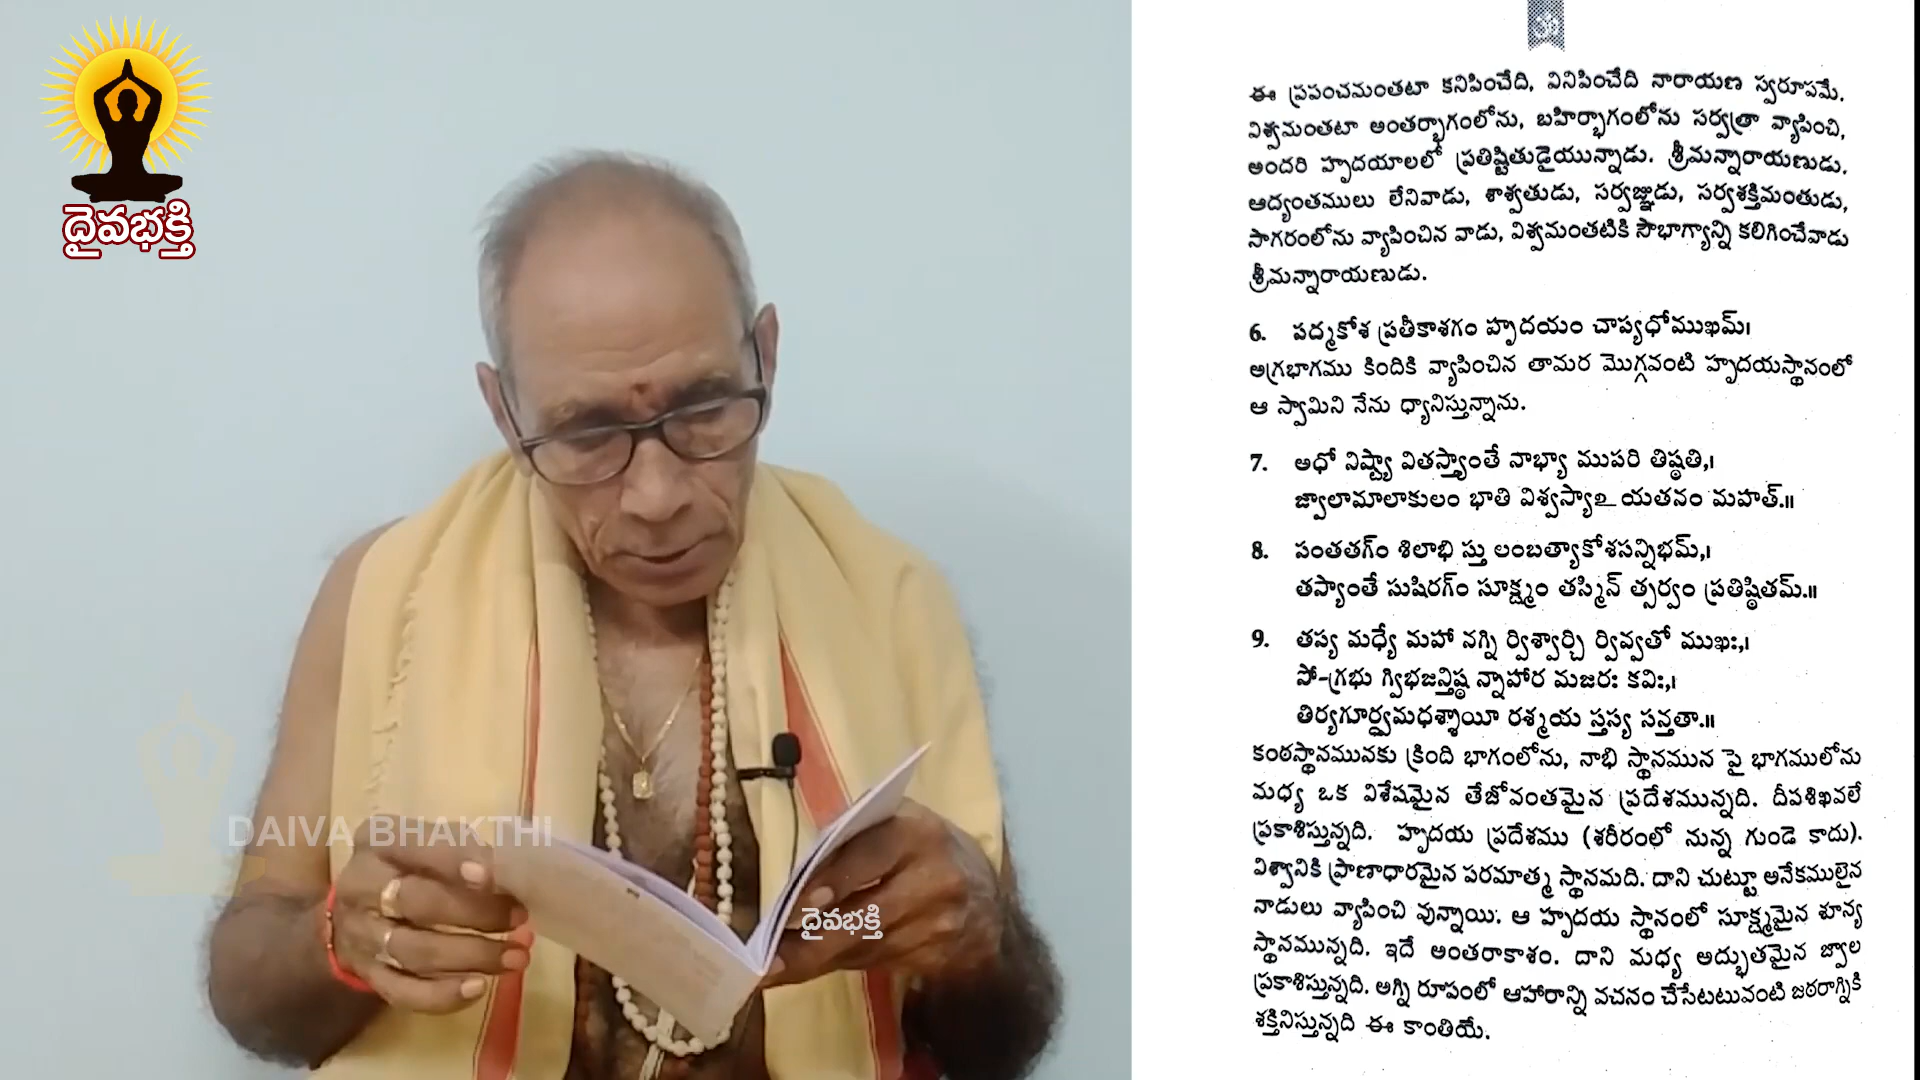 దైవభక్తి
DAIVA BHAKTHI
దైవభక్తి
ఈ ప్రపంచమంతటా కనిపించేది, వినిపించేది నారాయణ స్వరూపమే.
విశ్వమంతటా అంతర్భాగంలోను, బహిర్భాగంలోను సర్వత్రా వ్యాపించి,
అందరి హృదయాలలో ప్రతిష్టితుడైయున్నాడు. శ్రీమన్నారాయణుడు.
ఆద్యంతములు లేనివాడు, శాశ్వతుడు, సర్వజ్ఞుడు, సర్వశక్తిమంతుడు,
సాగరంలోను వ్యాపించిన వాడు, విశ్వమంతటికి సౌభాగ్యాన్ని కలిగించేవాడు
శ్రీమన్నారాయణుడు.
6. పద్మకోశ ప్రతీకాశగం హృదయం చాప్యధోముఖమ్।
అగ్రభాగము కిందికి వ్యాపించిన తామర మొగ్గవంటి హృదయస్థానంలో
ఆ స్వామిని నేను ధ్యానిస్తున్నాను.
7. అధో నిష్ట్యా వితస్త్యాంతే నాభ్యా ముపరి తిష్ఠతి,।
జ్వాలామాలాకులం భాతి విశ్వస్యాఽ యతనం మహత్.॥
8. సంతతగ్ం శిలాభి స్తు లంబత్యాకోశసన్నిభమ్,।
తస్యాంతే సుషిరగ్ం సూక్ష్మం తస్మిన్ త్సర్వం ప్రతిష్ఠితమ్.॥
9. తస్య మధ్యే మహా నగ్ని ర్విశ్వార్చి ర్విశ్వతో ముఖః,।
సో-గ్రభు గ్విభజన్తిష్ఠ న్నాహార మజరః కవిః,।
తిర్యగూర్ధ్వమధశ్శాయీ రశ్మయ స్తస్య సన్తతా.॥
కంఠస్థానమునకు క్రింది భాగంలోను, నాభి స్థానమున పై భాగములోను
మధ్య ఒక విశేషమైన తేజోవంతమైన ప్రదేశమున్నది. దీపశిఖవలే
ప్రకాశిస్తున్నది. హృదయ ప్రదేశము (శరీరంలో నున్న గుండె కాదు).
విశ్వానికి ప్రాణాధారమైన పరమాత్మ స్థానమది. దాని చుట్టూ అనేకములైన
నాడులు వ్యాపించి వున్నాయి. ఆ హృదయ స్థానంలో సూక్ష్మమైన శూన్య
స్థానమున్నది. ఇదే అంతరాకాశం. దాని మధ్య అద్భుతమైన జ్వాల
ప్రకాశిస్తున్నది. అగ్ని రూపంలో ఆహారాన్ని వచనం చేసేటటువంటి జఠరాగ్నికి
శక్తినిస్తున్నది ఈ కాంతియే.